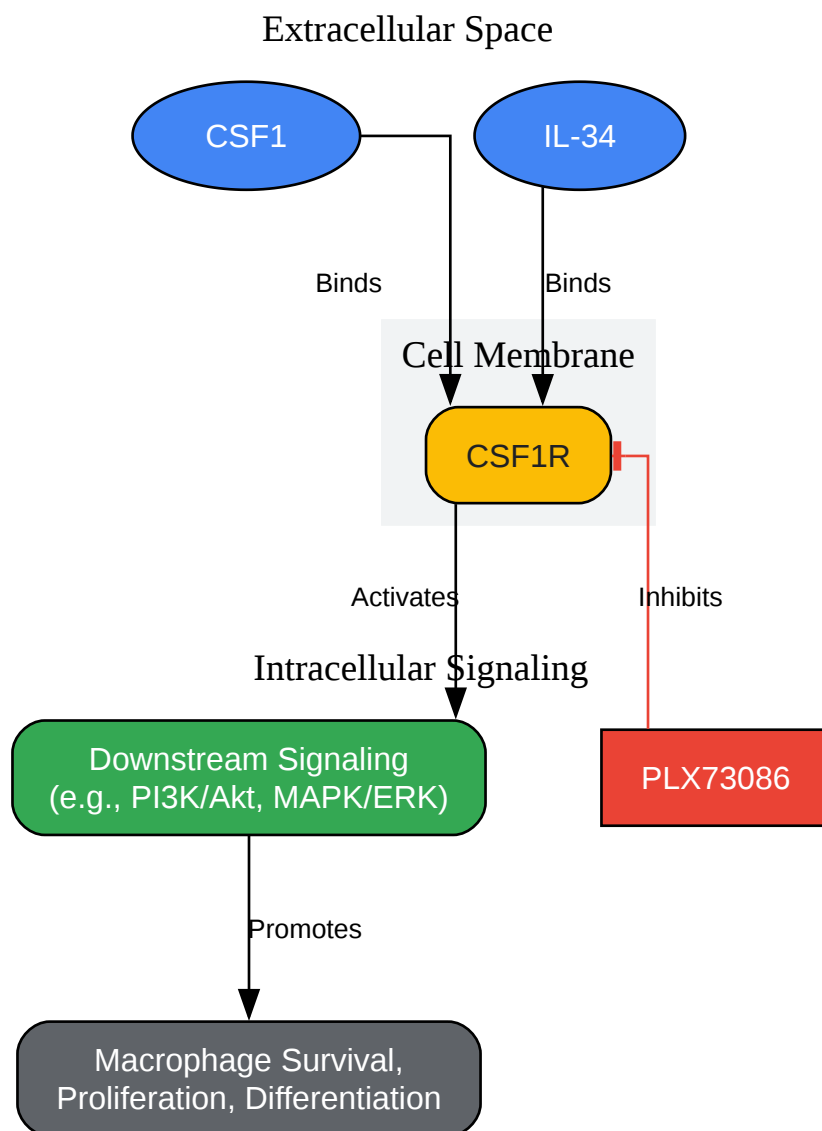 Extracellular Space
CSF1
IL-34
Binds
Binds
Cell Membrane
CSF1R
Activates
Inhibits
Intracellular Signaling
Downstream Signaling
(e.g., PI3K/Akt, MAPK/ERK)
PLX73086
Promotes
Macrophage Survival,
Proliferation, Differentiation